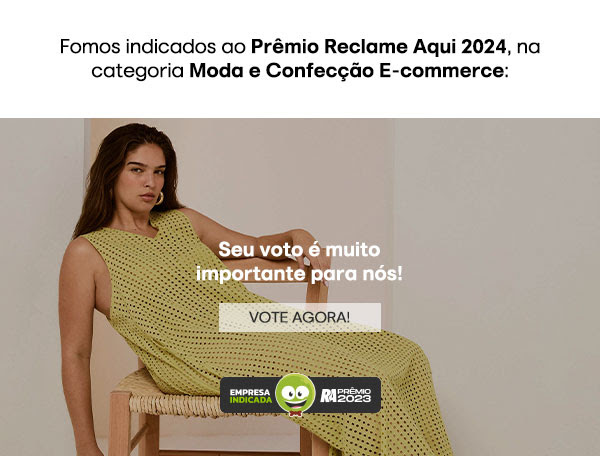 Fomos indicados ao Prêmio Reclame Aqui 2024, na
categoria Moda e Confecção E-commerce:
Seu voto é muito
importante para nós!
VOTE AGORA!
EMPRESA
INDICADA
RA PRÊMIO
2023